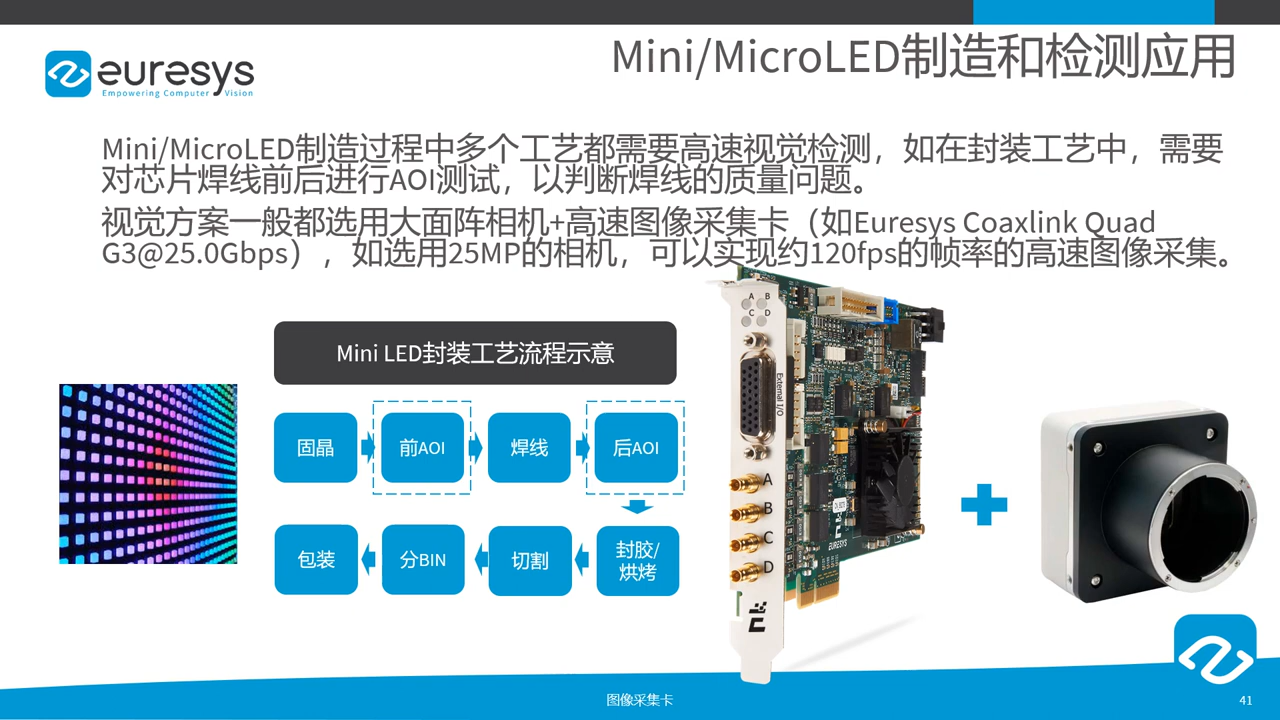 Mini/MicroLED制造和检测应用
euresys
Empowering Computer Vision
Mini/MicroLED制造过程中多个工艺都需要高速视觉检测，如在封装工艺中，需要
对芯片焊线前后进行AOI测试，以判断焊线的质量问题。
视觉方案一般都选用大面阵相机+高速图像采集卡（如Euresys Coaxlink Quad
G3@25.0Gbps），如选用25MP的相机，可以实现约120fps的帧率的高速图像采集。
Mini LED封装工艺流程示意
固晶
前AOI
焊线
后AOI
包装
分BIN
切割
封胶/
烘烤
A B
C D
External I/O
A
B
C
D
EURESYS
图像采集卡
41